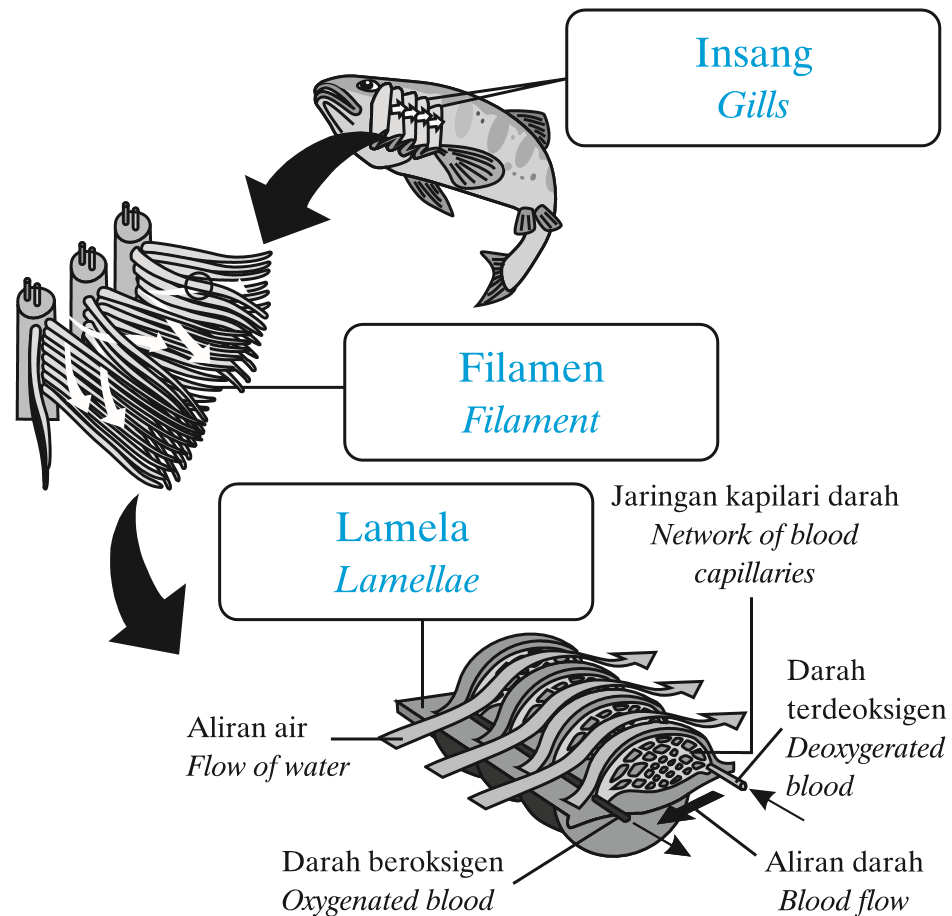 Insang
Gills
Filamen
Filament
Lamela
Lamellae
Jaringan kapilari darah
Network of blood
capillaries
Darah
terdeoksigen
Deoxygerated
blood
Aliran air
Flow of water
Darah beroksigen
Oxygenated blood
Aliran darah
Blood flow